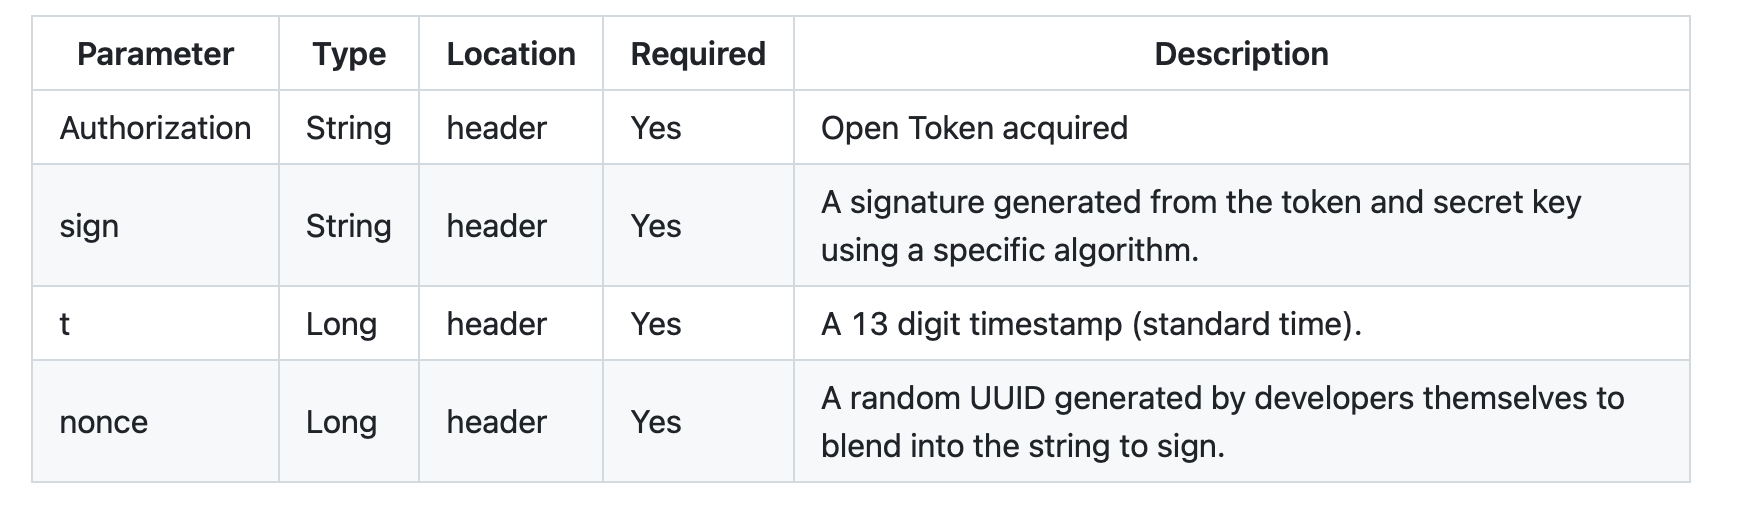 Parameter Type Location Required Description
Authorization String header Yes Open Token acquired
sign String header Yes A signature generated from the token and secret key
using a specific algorithm.
t Long header Yes A 13 digit timestamp (standard time).
nonce Long header Yes A random UUID generated by developers themselves to
blend into the string to sign.